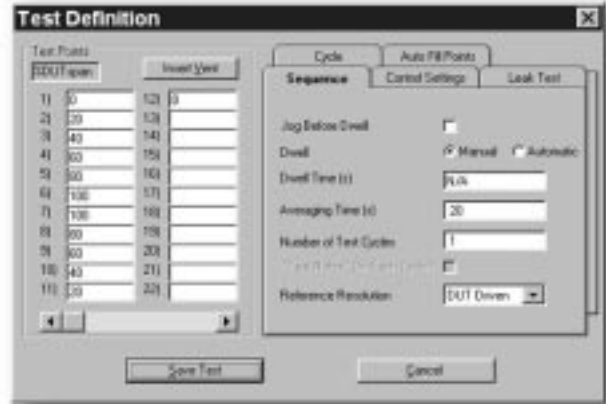 Test Definition
Test Points
%DUTspan
Insert Vent
1) 0
2) 20
3) 40
4) 60
5) 80
6) 100
7) 100
8) 80
9) 60
10) 40
11) 20
12) 0
13)
14)
15)
16)
17)
18)
19)
20)
21)
22)
Cycle
Auto Fill Points
Sequence
Control Settings
Leak Test
Jog Before Dwell
Dwell
Manual
Automatic
Dwell Time (s)
N/A
Averaging Time (s)
20
Number of Test Cycles
1
Reference Resolution
DUT Driven
Save Test
Cancel